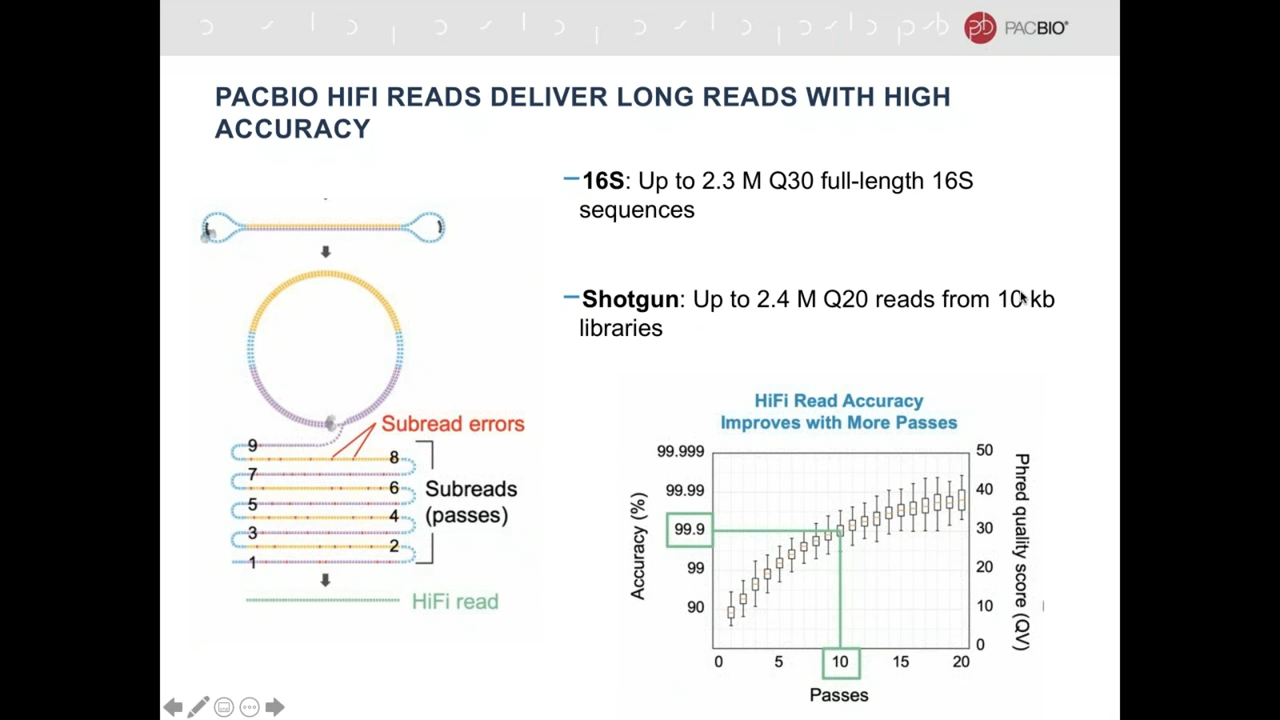 PACBIO®
PACBIO HIFI READS DELIVER LONG READS WITH HIGH
ACCURACY
–16S: Up to 2.3 M Q30 full-length 16S
sequences
–Shotgun: Up to 2.4 M Q20 reads from 10 kb
libraries
Subread errors
9
8
7
6
5
4
3
2
1
Subreads
(passes)
HiFi read
HiFi Read Accuracy
Improves with More Passes
Accuracy (%)
99.999
99.99
99.9
99
90
50
40
30
20
10
0
Phred quality score (QV)
0
5
10
15
20
Passes